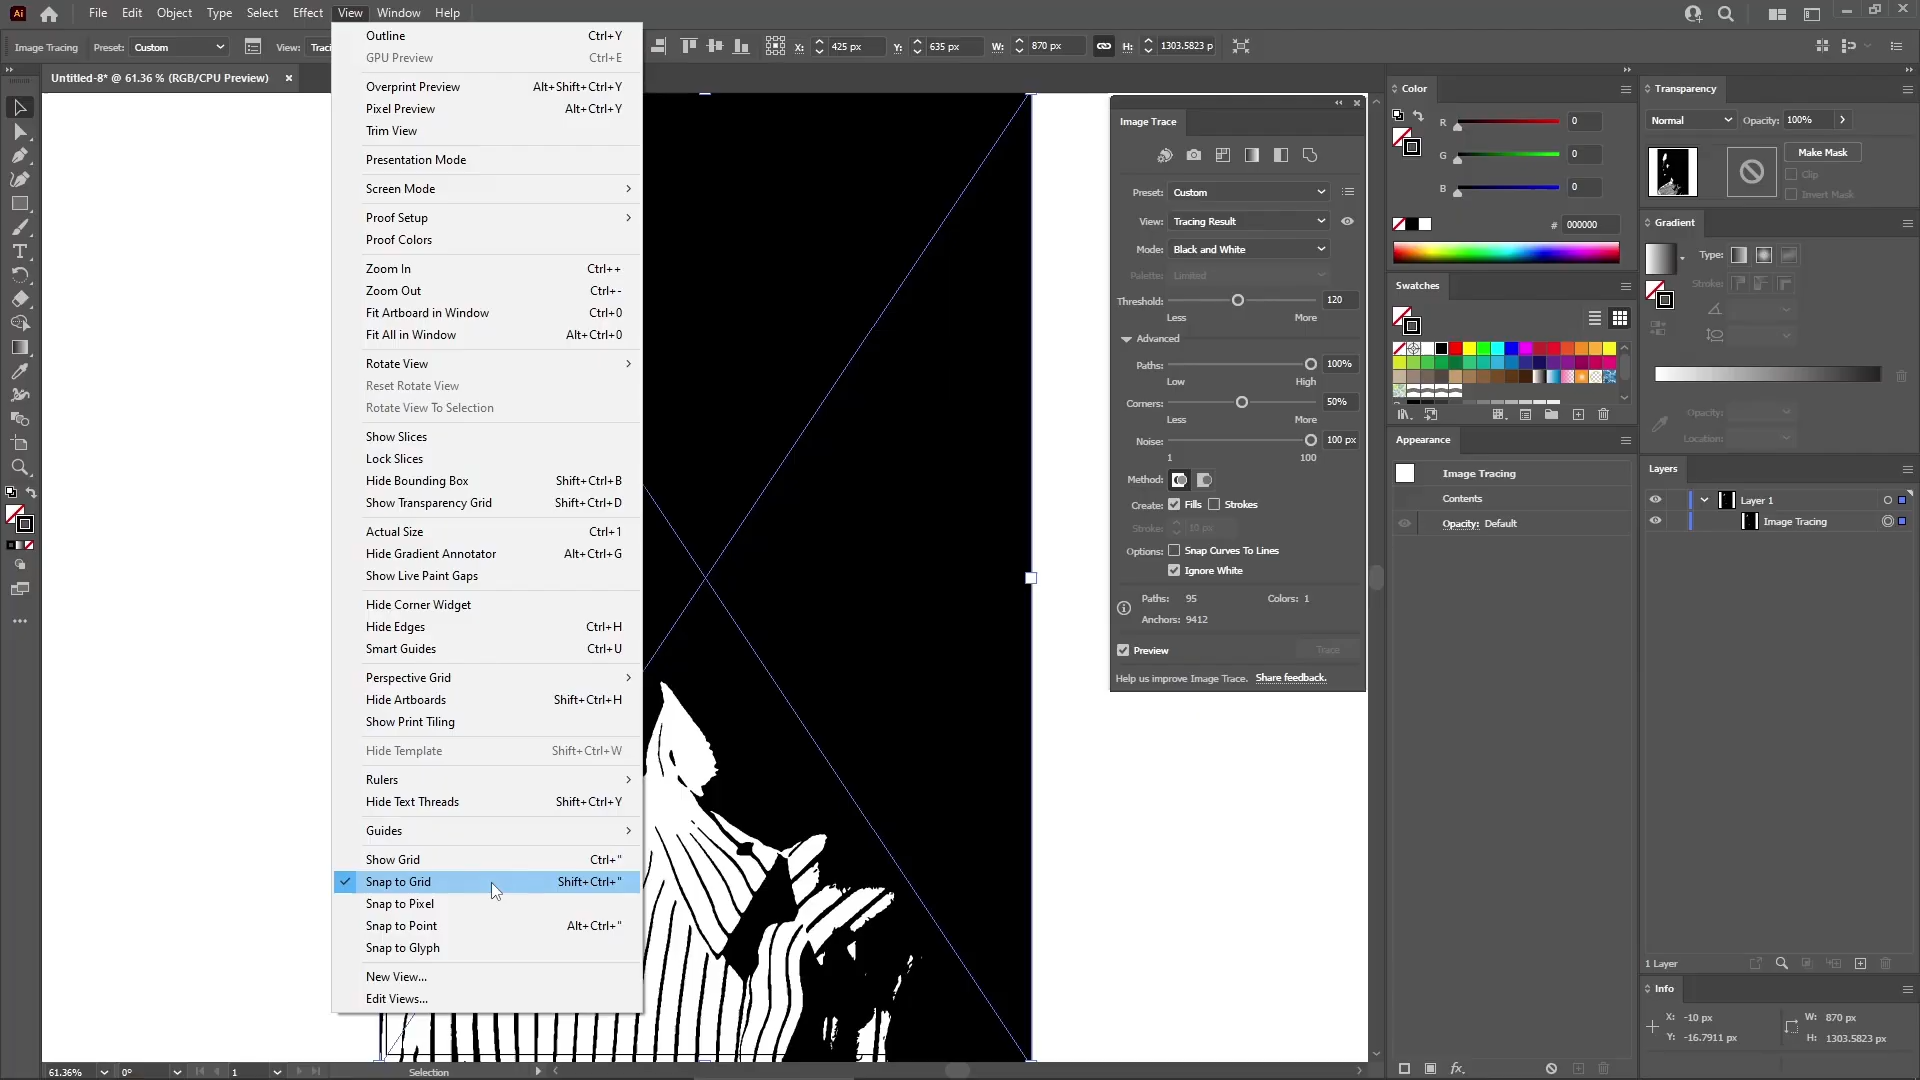 Ai File Edit Object Type Select Effect View Window Help
Image Tracing Preset: Custom View: Traci X: 425 px Y: 635 px W: 870 px H: 1303.5823 p
Untitled-8* @ 61.36 % (RGB/CPU Preview) ×
Outline Ctrl+Y
GPU Preview Ctrl+E
Overprint Preview Alt+Shift+Ctrl+Y
Pixel Preview Alt+Ctrl+Y
Trim View
Presentation Mode
Screen Mode
Proof Setup
Proof Colors
Zoom In Ctrl++
Zoom Out Ctrl+-
Fit Artboard in Window Ctrl+0
Fit All in Window Alt+Ctrl+0
Rotate View
Reset Rotate View
Rotate View To Selection
Show Slices
Lock Slices
Hide Bounding Box Shift+Ctrl+B
Show Transparency Grid Shift+Ctrl+D
Actual Size Ctrl+1
Hide Gradient Annotator Alt+Ctrl+G
Show Live Paint Gaps
Hide Corner Widget
Hide Edges Ctrl+H
Smart Guides Ctrl+U
Perspective Grid
Hide Artboards Shift+Ctrl+H
Show Print Tiling
Hide Template Shift+Ctrl+W
Rulers
Hide Text Threads Shift+Ctrl+Y
Guides
Show Grid Ctrl+"
Snap to Grid Shift+Ctrl+"
Snap to Pixel
Snap to Point Alt+Ctrl+"
Snap to Glyph
New View...
Edit Views...
Image Trace
Preset: Custom
View: Tracing Result
Mode: Black and White
Palette: Limited
Threshold: 120
Less More
Advanced
Paths: 100%
Low High
Corners: 50%
Less More
Noise: 100 px
1 100
Method:
Create: Fills Strokes
Stroke: 10 px
Options: Snap Curves To Lines
Ignore White
Paths: 95 Colors: 1
Anchors: 9412
Preview Trace
Help us improve Image Trace. Share feedback.
Color
R 0
G 0
B 0
# 000000
Swatches
Appearance
Image Tracing
Contents
Opacity: Default
Transparency
Normal Opacity: 100%
Make Mask
Clip
Invert Mask
Gradient
Type:
Stroke:
Opacity:
Location:
Layers
Layer 1
Image Tracing
1 Layer
Info
X: -10 px W: 870 px
Y: -16.7911 px H: 1303.5823 px
61.36% 0° 1 Selection